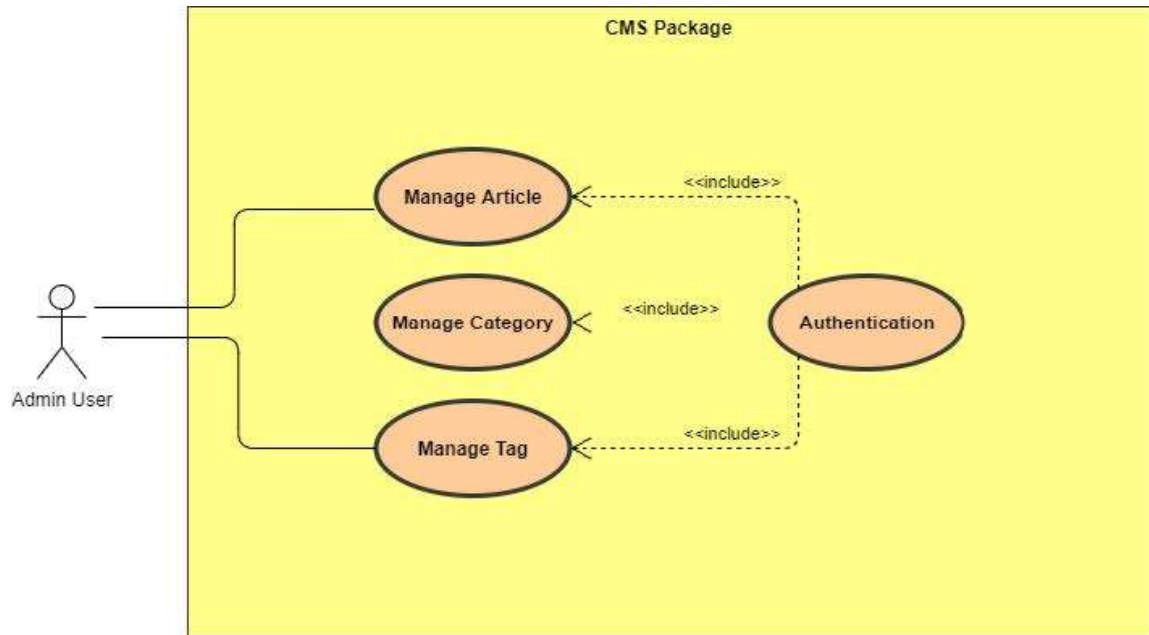 CMS Package
Manage Article
<<include>>
Manage Category
<<include>>
Authentication
Admin User
Manage Tag
<<include>>